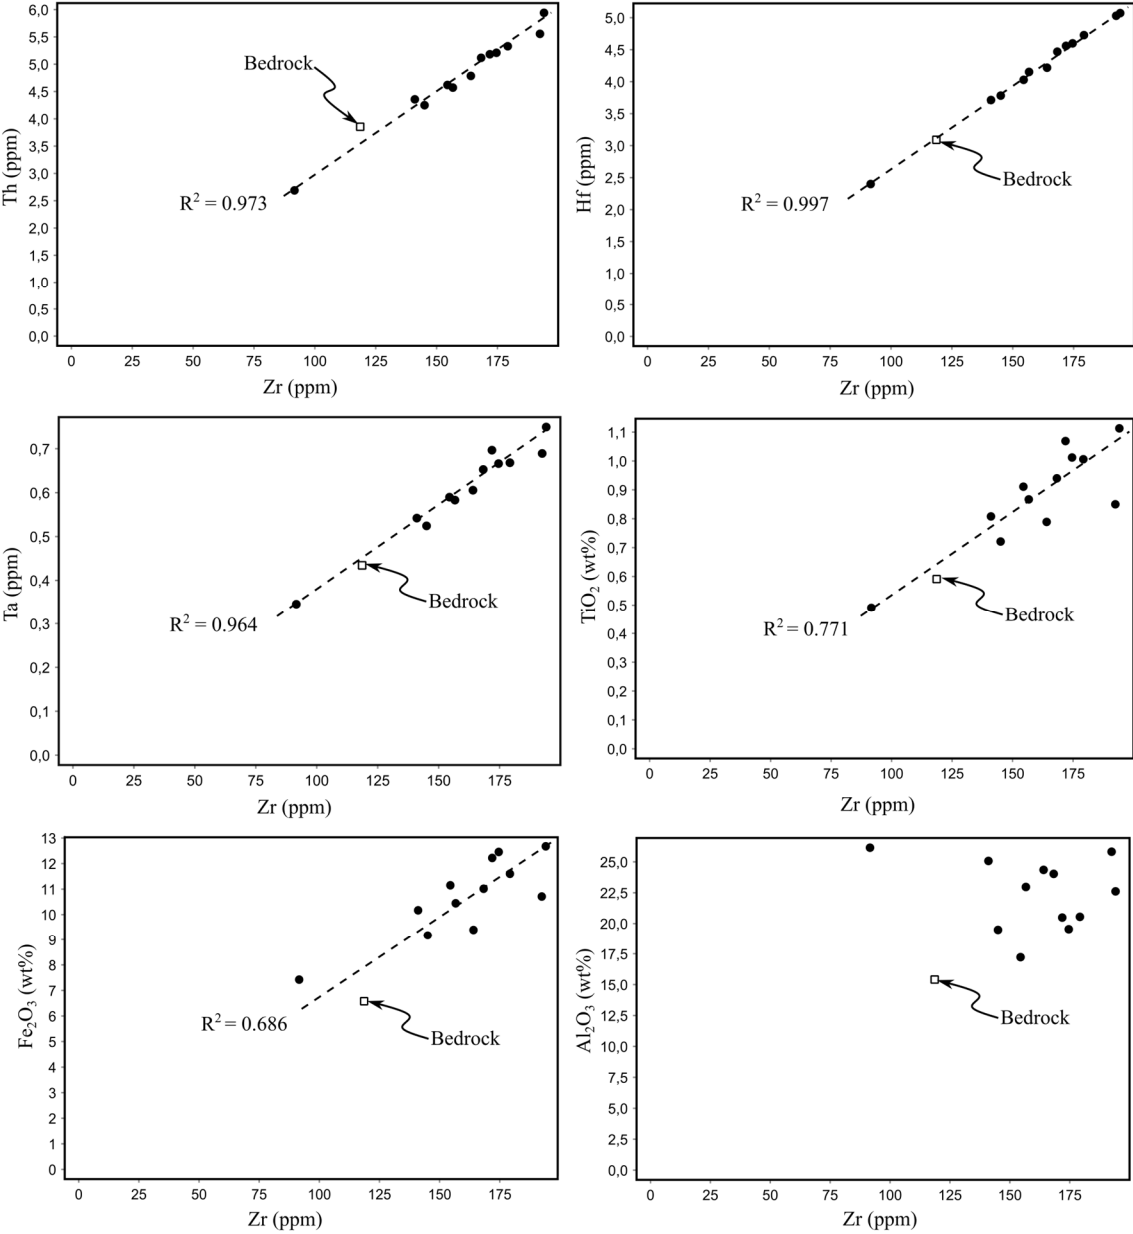 6,0
5,5
5,0
4,5
4,0
3,5
3,0
2,5
2,0
1,5
1,0
0,5
0,0
Th (ppm)
Bedrock
R² = 0.973
0 25 50 75 100 125 150 175
Zr (ppm)
5,0
4,5
4,0
3,5
3,0
2,5
2,0
1,5
1,0
0,5
0,0
Hf (ppm)
Bedrock
R² = 0.997
0 25 50 75 100 125 150 175
Zr (ppm)
0,7
0,6
0,5
0,4
0,3
0,2
0,1
0,0
Ta (ppm)
Bedrock
R² = 0.964
0 25 50 75 100 125 150 175
Zr (ppm)
1,1
1,0
0,9
0,8
0,7
0,6
0,5
0,4
0,3
0,2
0,1
0,0
TiO₂ (wt%)
Bedrock
R² = 0.771
0 25 50 75 100 125 150 175
Zr (ppm)
13
12
11
10
9
8
7
6
5
4
3
2
1
0
Fe₂O₃ (wt%)
R² = 0.686
Bedrock
0 25 50 75 100 125 150 175
Zr (ppm)
25,0
22,5
20,0
17,5
15,0
12,5
10,0
7,5
5,0
2,5
0,0
Al₂O₃ (wt%)
Bedrock
0 25 50 75 100 125 150 175
Zr (ppm)